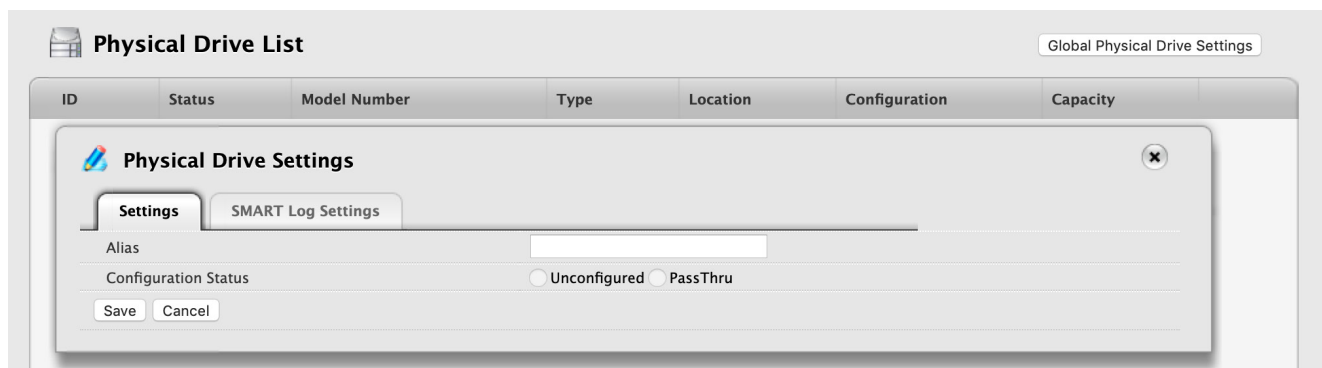 Physical Drive List
Global Physical Drive Settings
ID Status Model Number Type Location Configuration Capacity
Physical Drive Settings
Settings SMART Log Settings
Alias
Configuration Status Unconfigured PassThru
Save Cancel